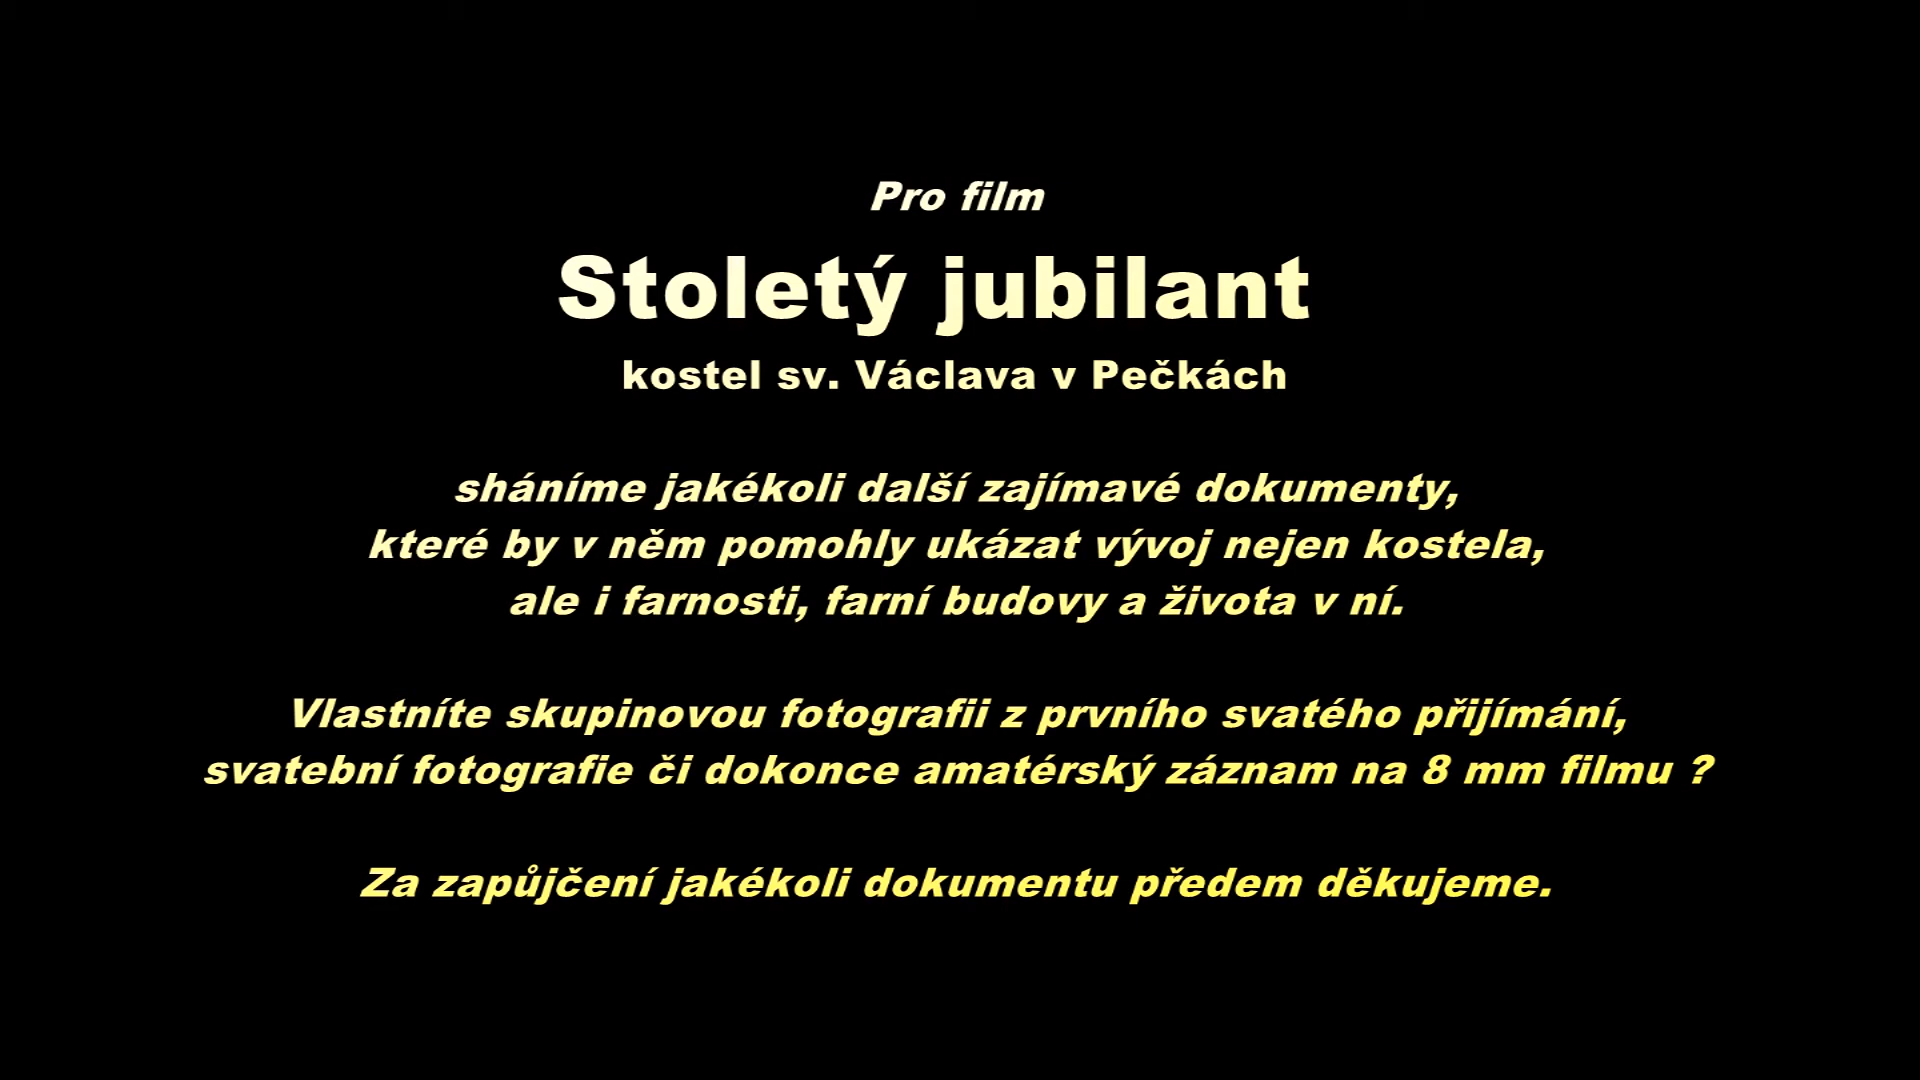 Pro film
Stoletý jubilant
kostel sv. Václava v Pečkách
sháníme jakékoli další zajímavé dokumenty,
které by v něm pomohly ukázat vývoj nejen kostela,
ale i farnosti, farní budovy a života v ní.
Vlastníte skupinovou fotografii z prvního svatého přijímání,
svatební fotografie či dokonce amatérský záznam na 8 mm filmu ?
Za zapůjčení jakékoli dokumentu předem děkujeme.